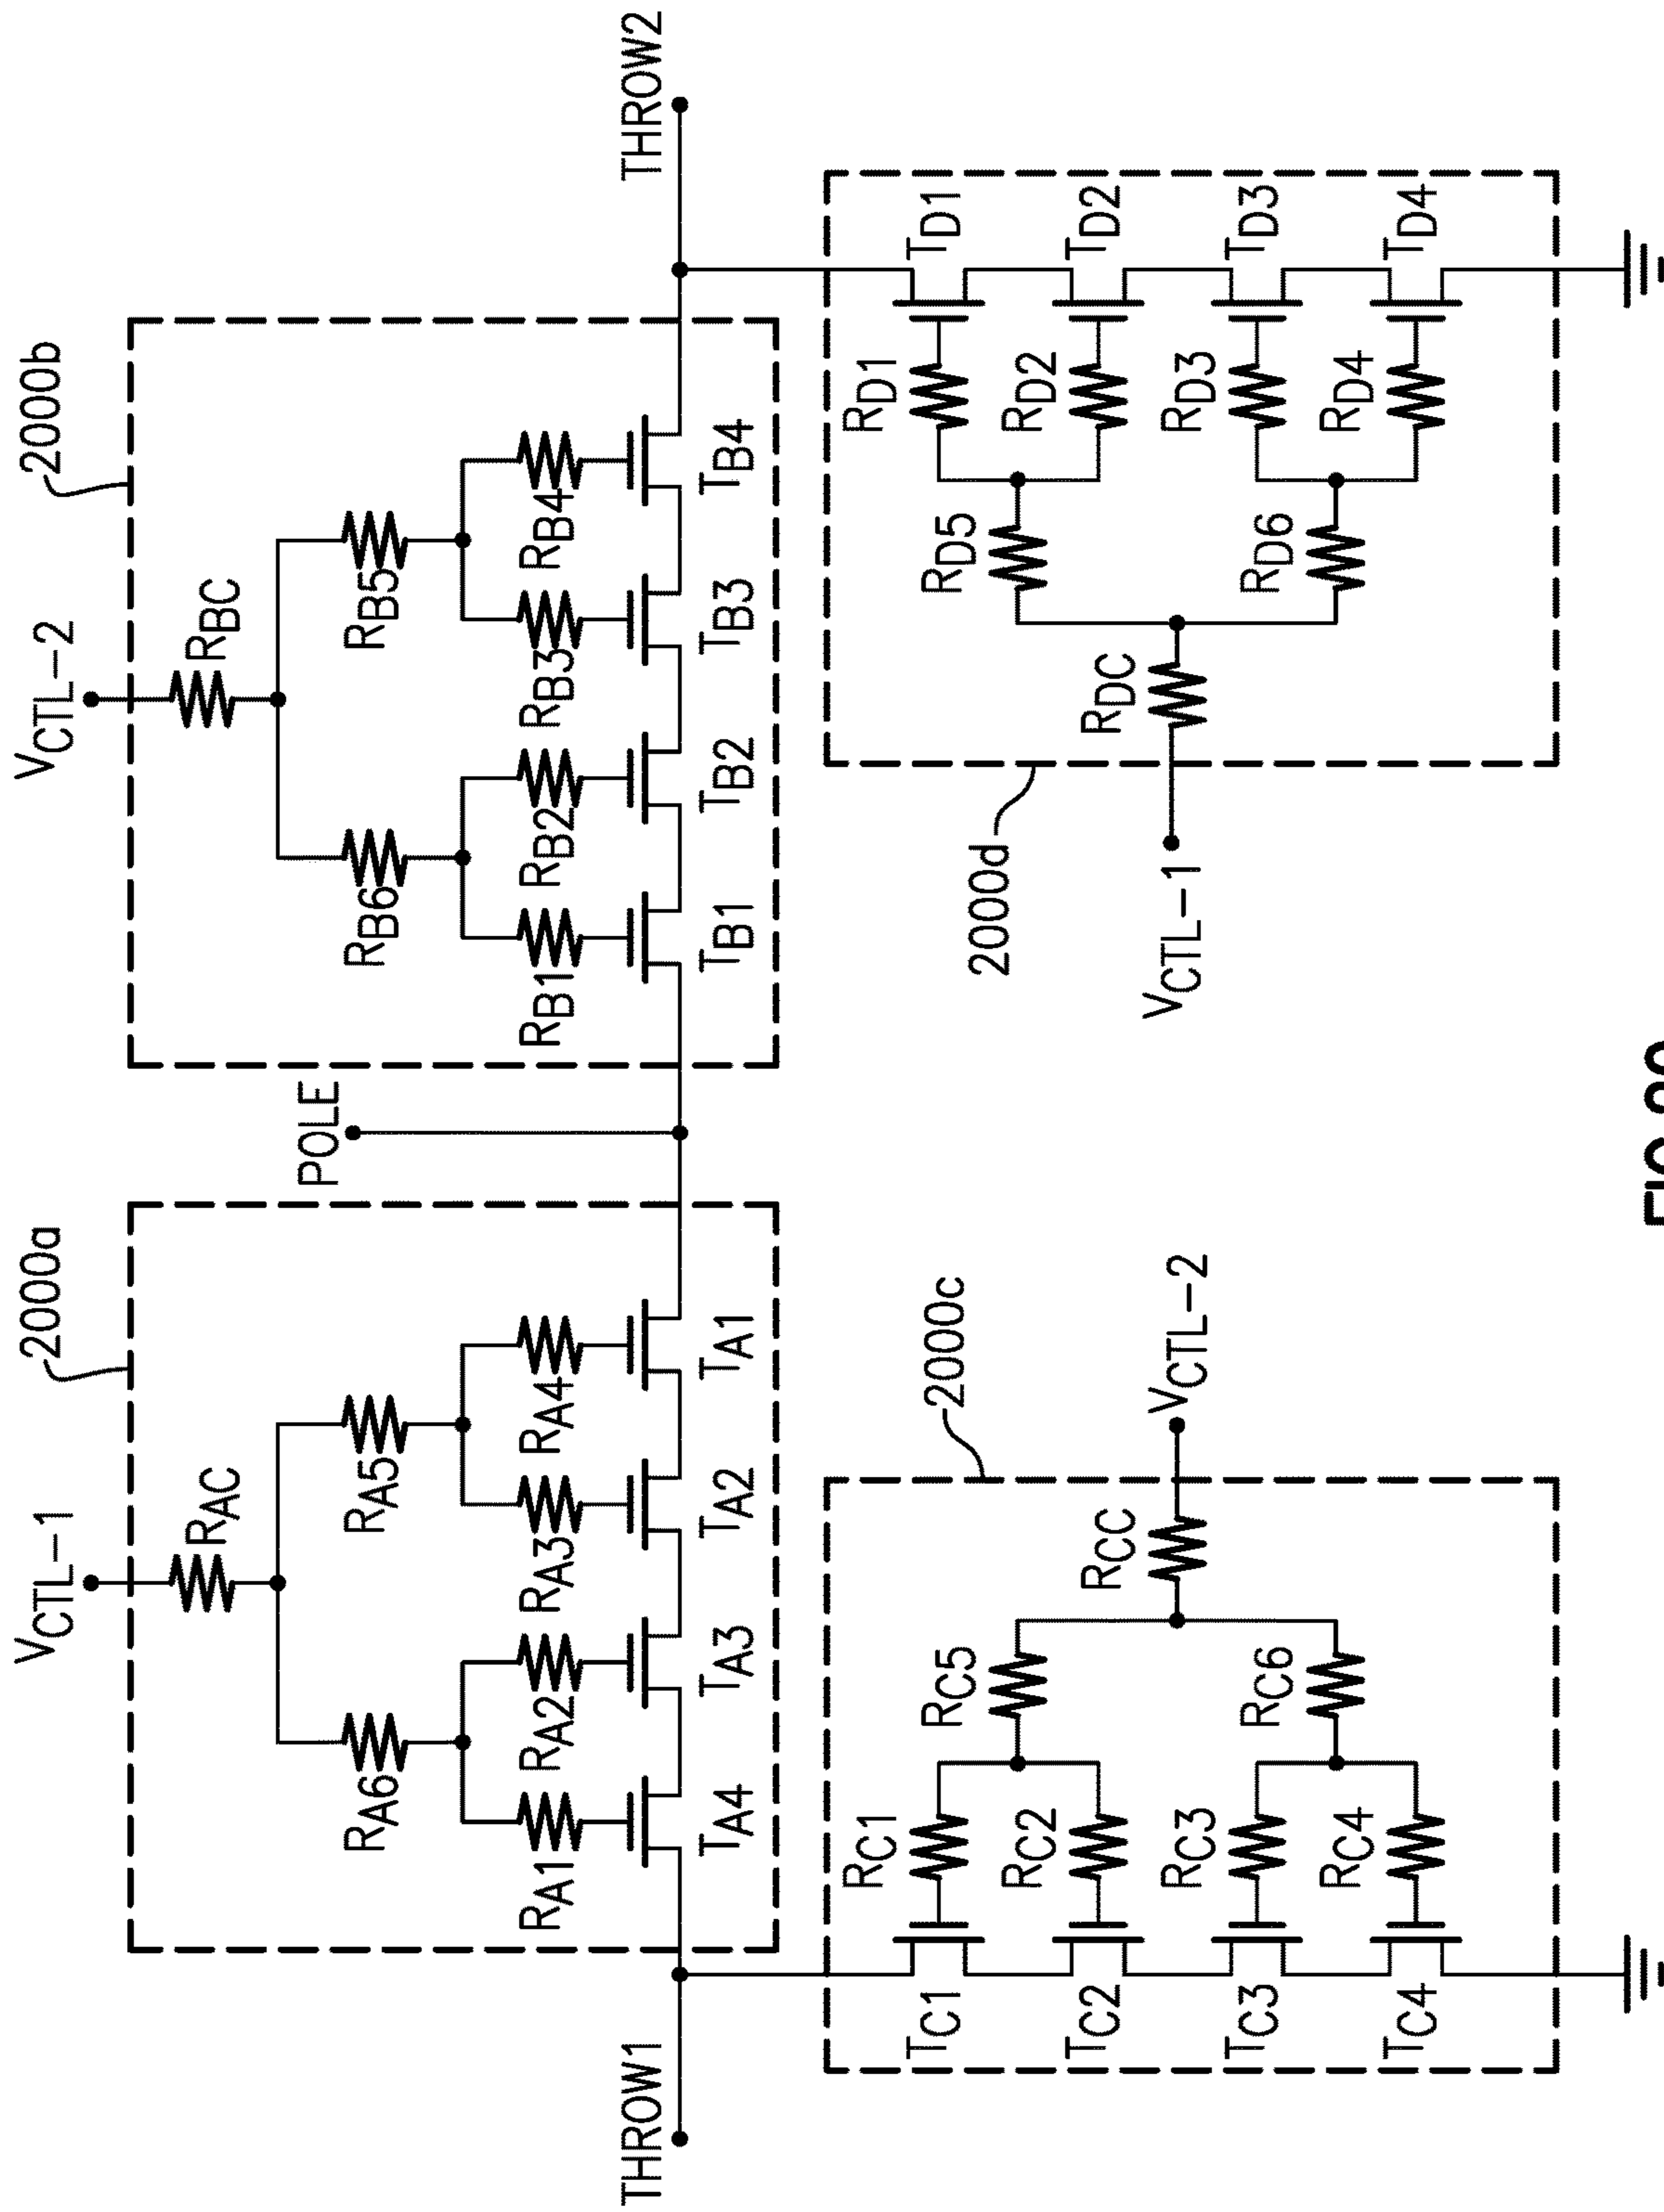 VCTL-1
2000a
VCTL-2
2000b
RAC
RBC
POLE
RA6
RA5
RB6
RB5
RA1
RA2
RA3
RA4
RB1
RB2
RB3
RB4
THROW1
THROW2
TA4
TA3
TA2
TA1
TB1
TB2
TB3
TB4
RC1
RD1
TC1
2000c
TD1
RC5
2000d
RD5
RC2
RD2
TC2
TD2
RCC
RDC
VCTL-2
VCTL-1
RC3
RD3
TC3
TD3
RC6
RD6
RC4
RD4
TC4
TD4
FIG